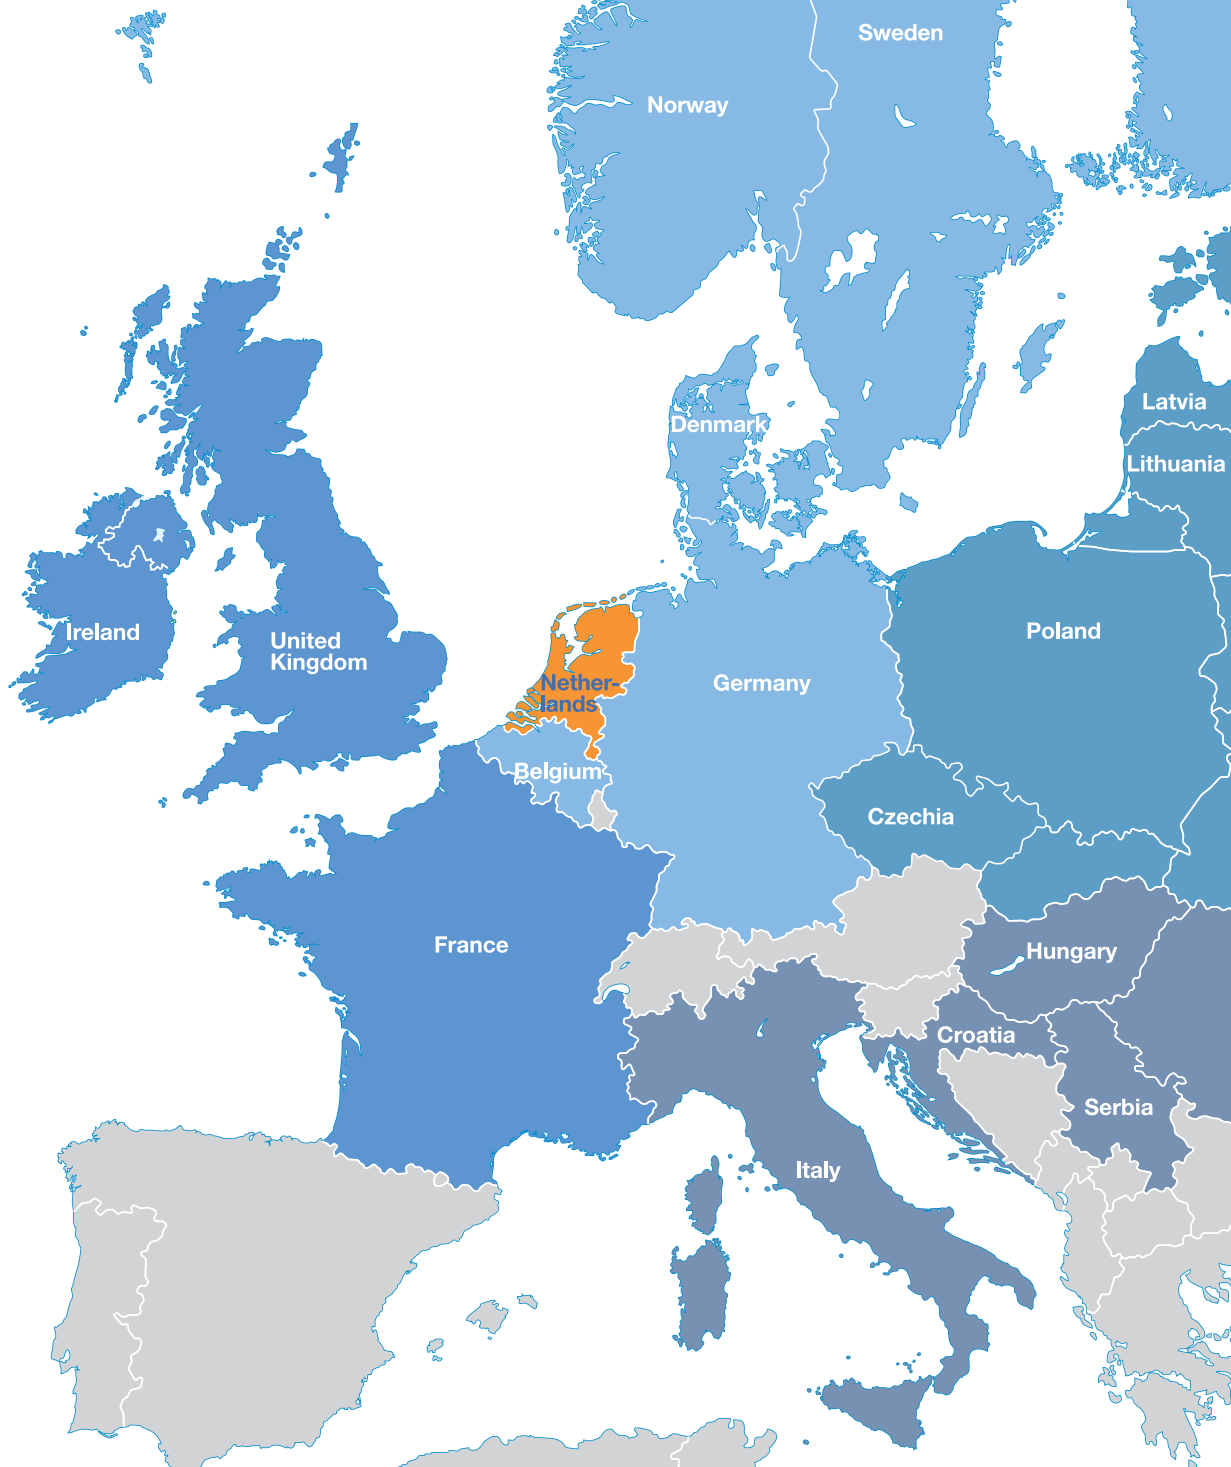 Sweden
Norway
Latvia
Denmark
Lithuania
Ireland
United
Kingdom
Poland
Nether-
lands
Germany
Belgium
Czechia
France
Hungary
Croatia
Serbia
Italy